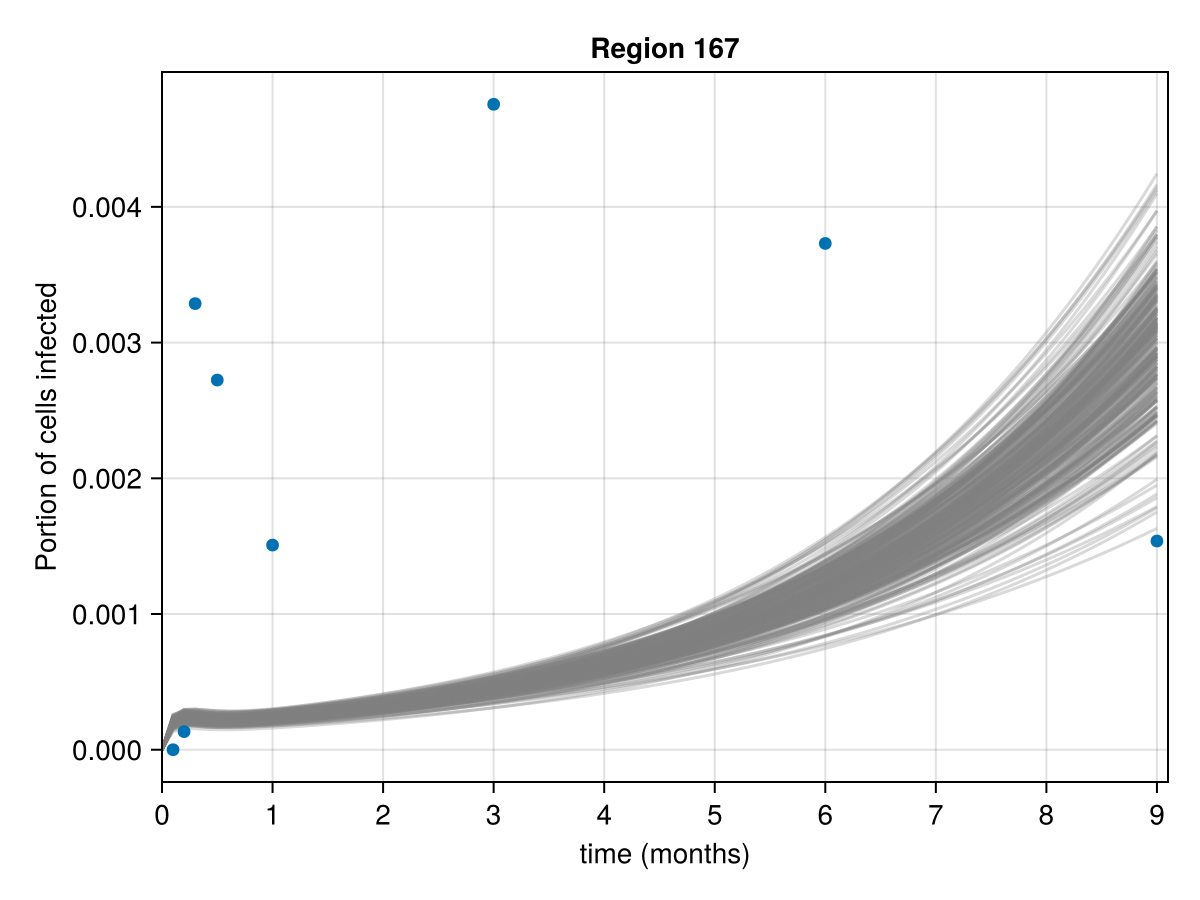 Region 167
Portion of cells infected
0.004
0.003
0.002
0.001
0.000
0 1 2 3 4 5 6 7 8 9
time (months)